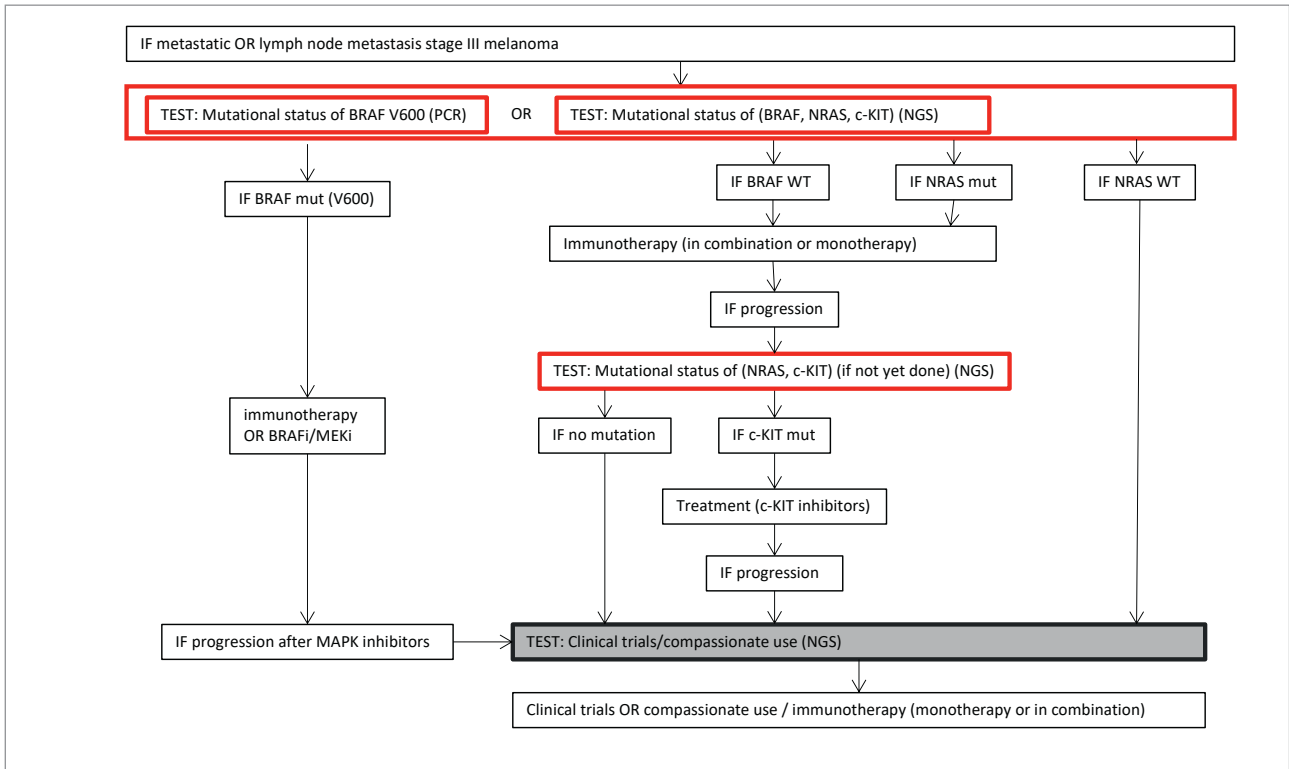 IF metastatic OR lymph node metastasis stage III melanoma
TEST: Mutational status of BRAF V600 (PCR)
OR
TEST: Mutational status of (BRAF, NRAS, c-KIT) (NGS)
IF BRAF mut (V600)
IF BRAF WT
IF NRAS mut
IF NRAS WT
Immunotherapy (in combination or monotherapy)
IF progression
TEST: Mutational status of (NRAS, c-KIT) (if not yet done) (NGS)
immunotherapy
OR BRAFi/MEKi
IF no mutation
IF c-KIT mut
Treatment (c-KIT inhibitors)
IF progression
IF progression after MAPK inhibitors
TEST: Clinical trials/compassionate use (NGS)
Clinical trials OR compassionate use / immunotherapy (monotherapy or in combination)